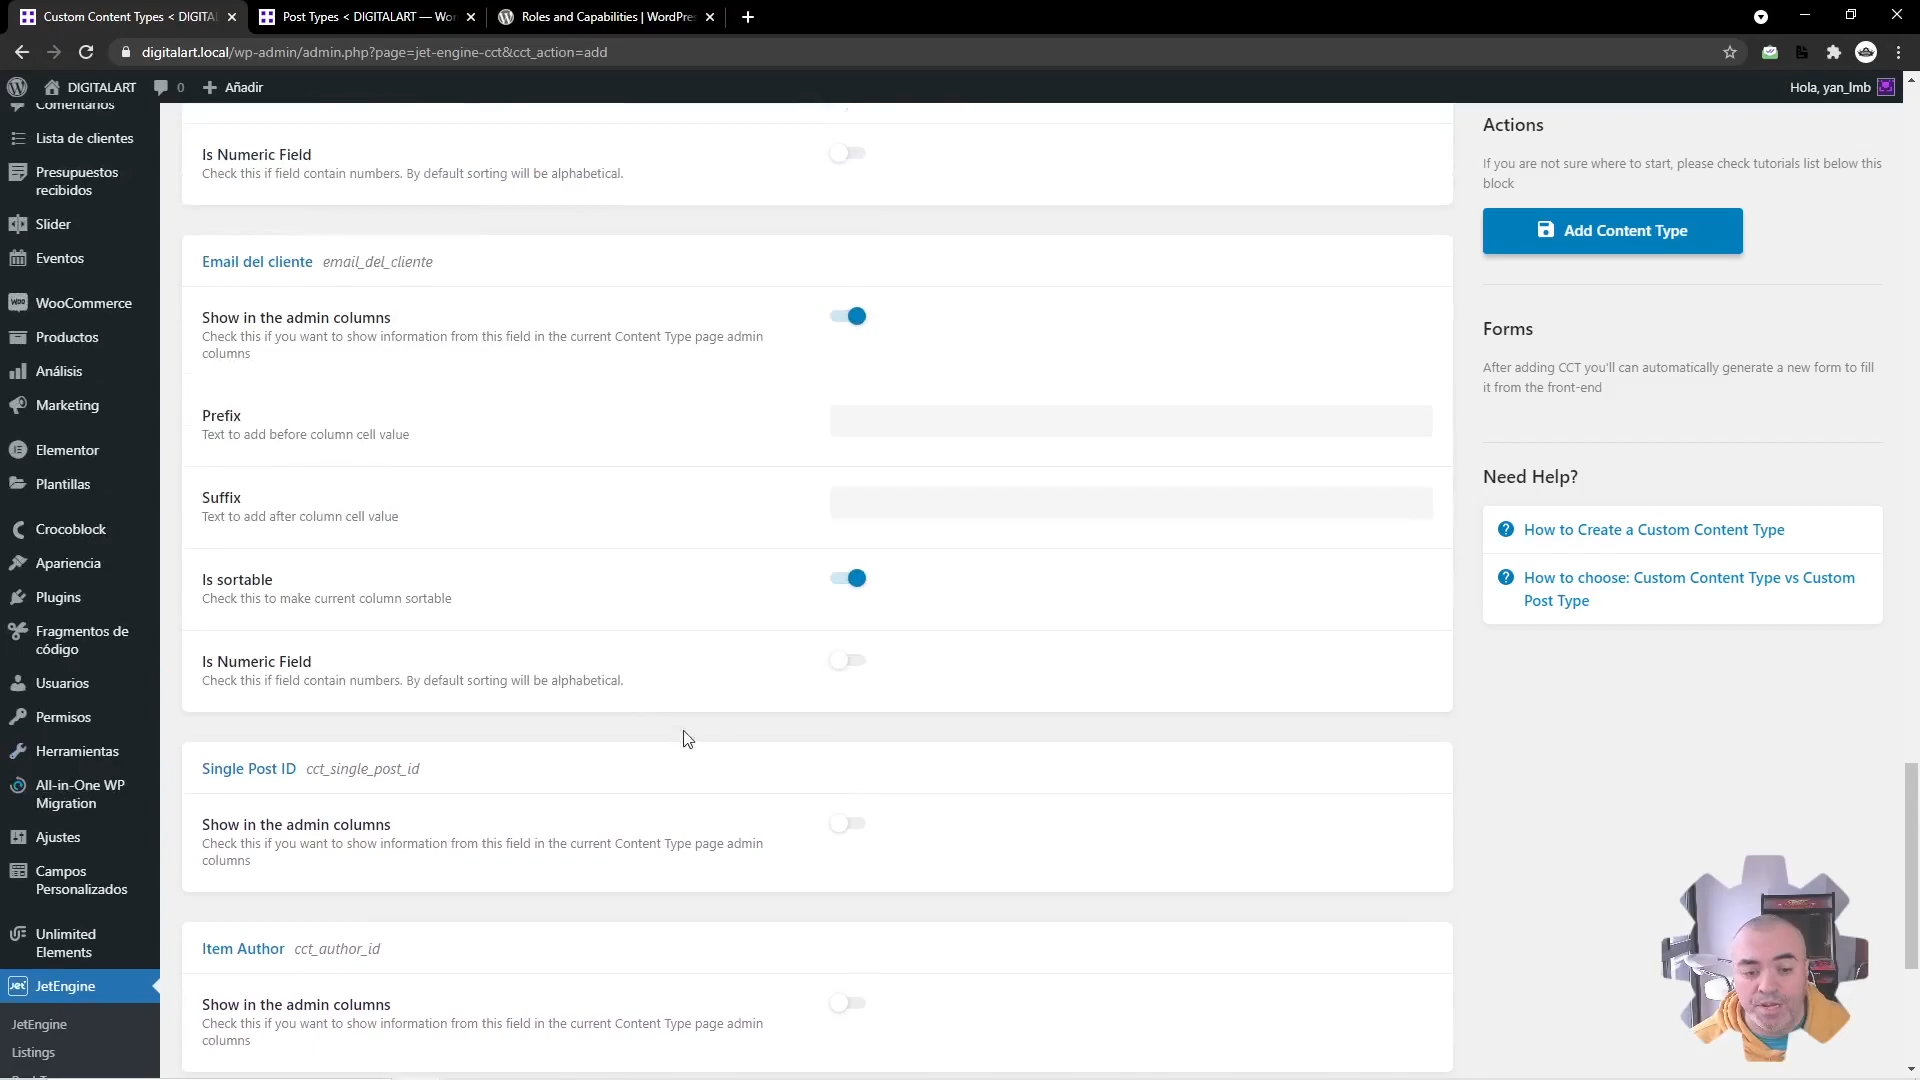 Custom Content Types < DIGITAL
Post Types < DIGITALART — Wor
Roles and Capabilities | WordPre
digitalart.local/wp-admin/admin.php?page=jet-engine-cct&cct_action=add
DIGITALART
0
Añadir
Hola, yan_lmb
Comentarios
Lista de clientes
Presupuestos
recibidos
Slider
Eventos
WooCommerce
Productos
Análisis
Marketing
Elementor
Plantillas
Crocoblock
Apariencia
Plugins
Fragmentos de
código
Usuarios
Permisos
Herramientas
All-in-One WP
Migration
Ajustes
Campos
Personalizados
Unlimited
Elements
JetEngine
JetEngine
Listings
Is Numeric Field
Check this if field contain numbers. By default sorting will be alphabetical.
Email del cliente email_del_cliente
Show in the admin columns
Check this if you want to show information from this field in the current Content Type page admin
columns
Prefix
Text to add before column cell value
Suffix
Text to add after column cell value
Is sortable
Check this to make current column sortable
Is Numeric Field
Check this if field contain numbers. By default sorting will be alphabetical.
Single Post ID cct_single_post_id
Show in the admin columns
Check this if you want to show information from this field in the current Content Type page admin
columns
Item Author cct_author_id
Show in the admin columns
Check this if you want to show information from this field in the current Content Type page admin
columns
Actions
If you are not sure where to start, please check tutorials list below this
block
Add Content Type
Forms
After adding CCT you'll can automatically generate a new form to fill
it from the front-end
Need Help?
How to Create a Custom Content Type
How to choose: Custom Content Type vs Custom
Post Type